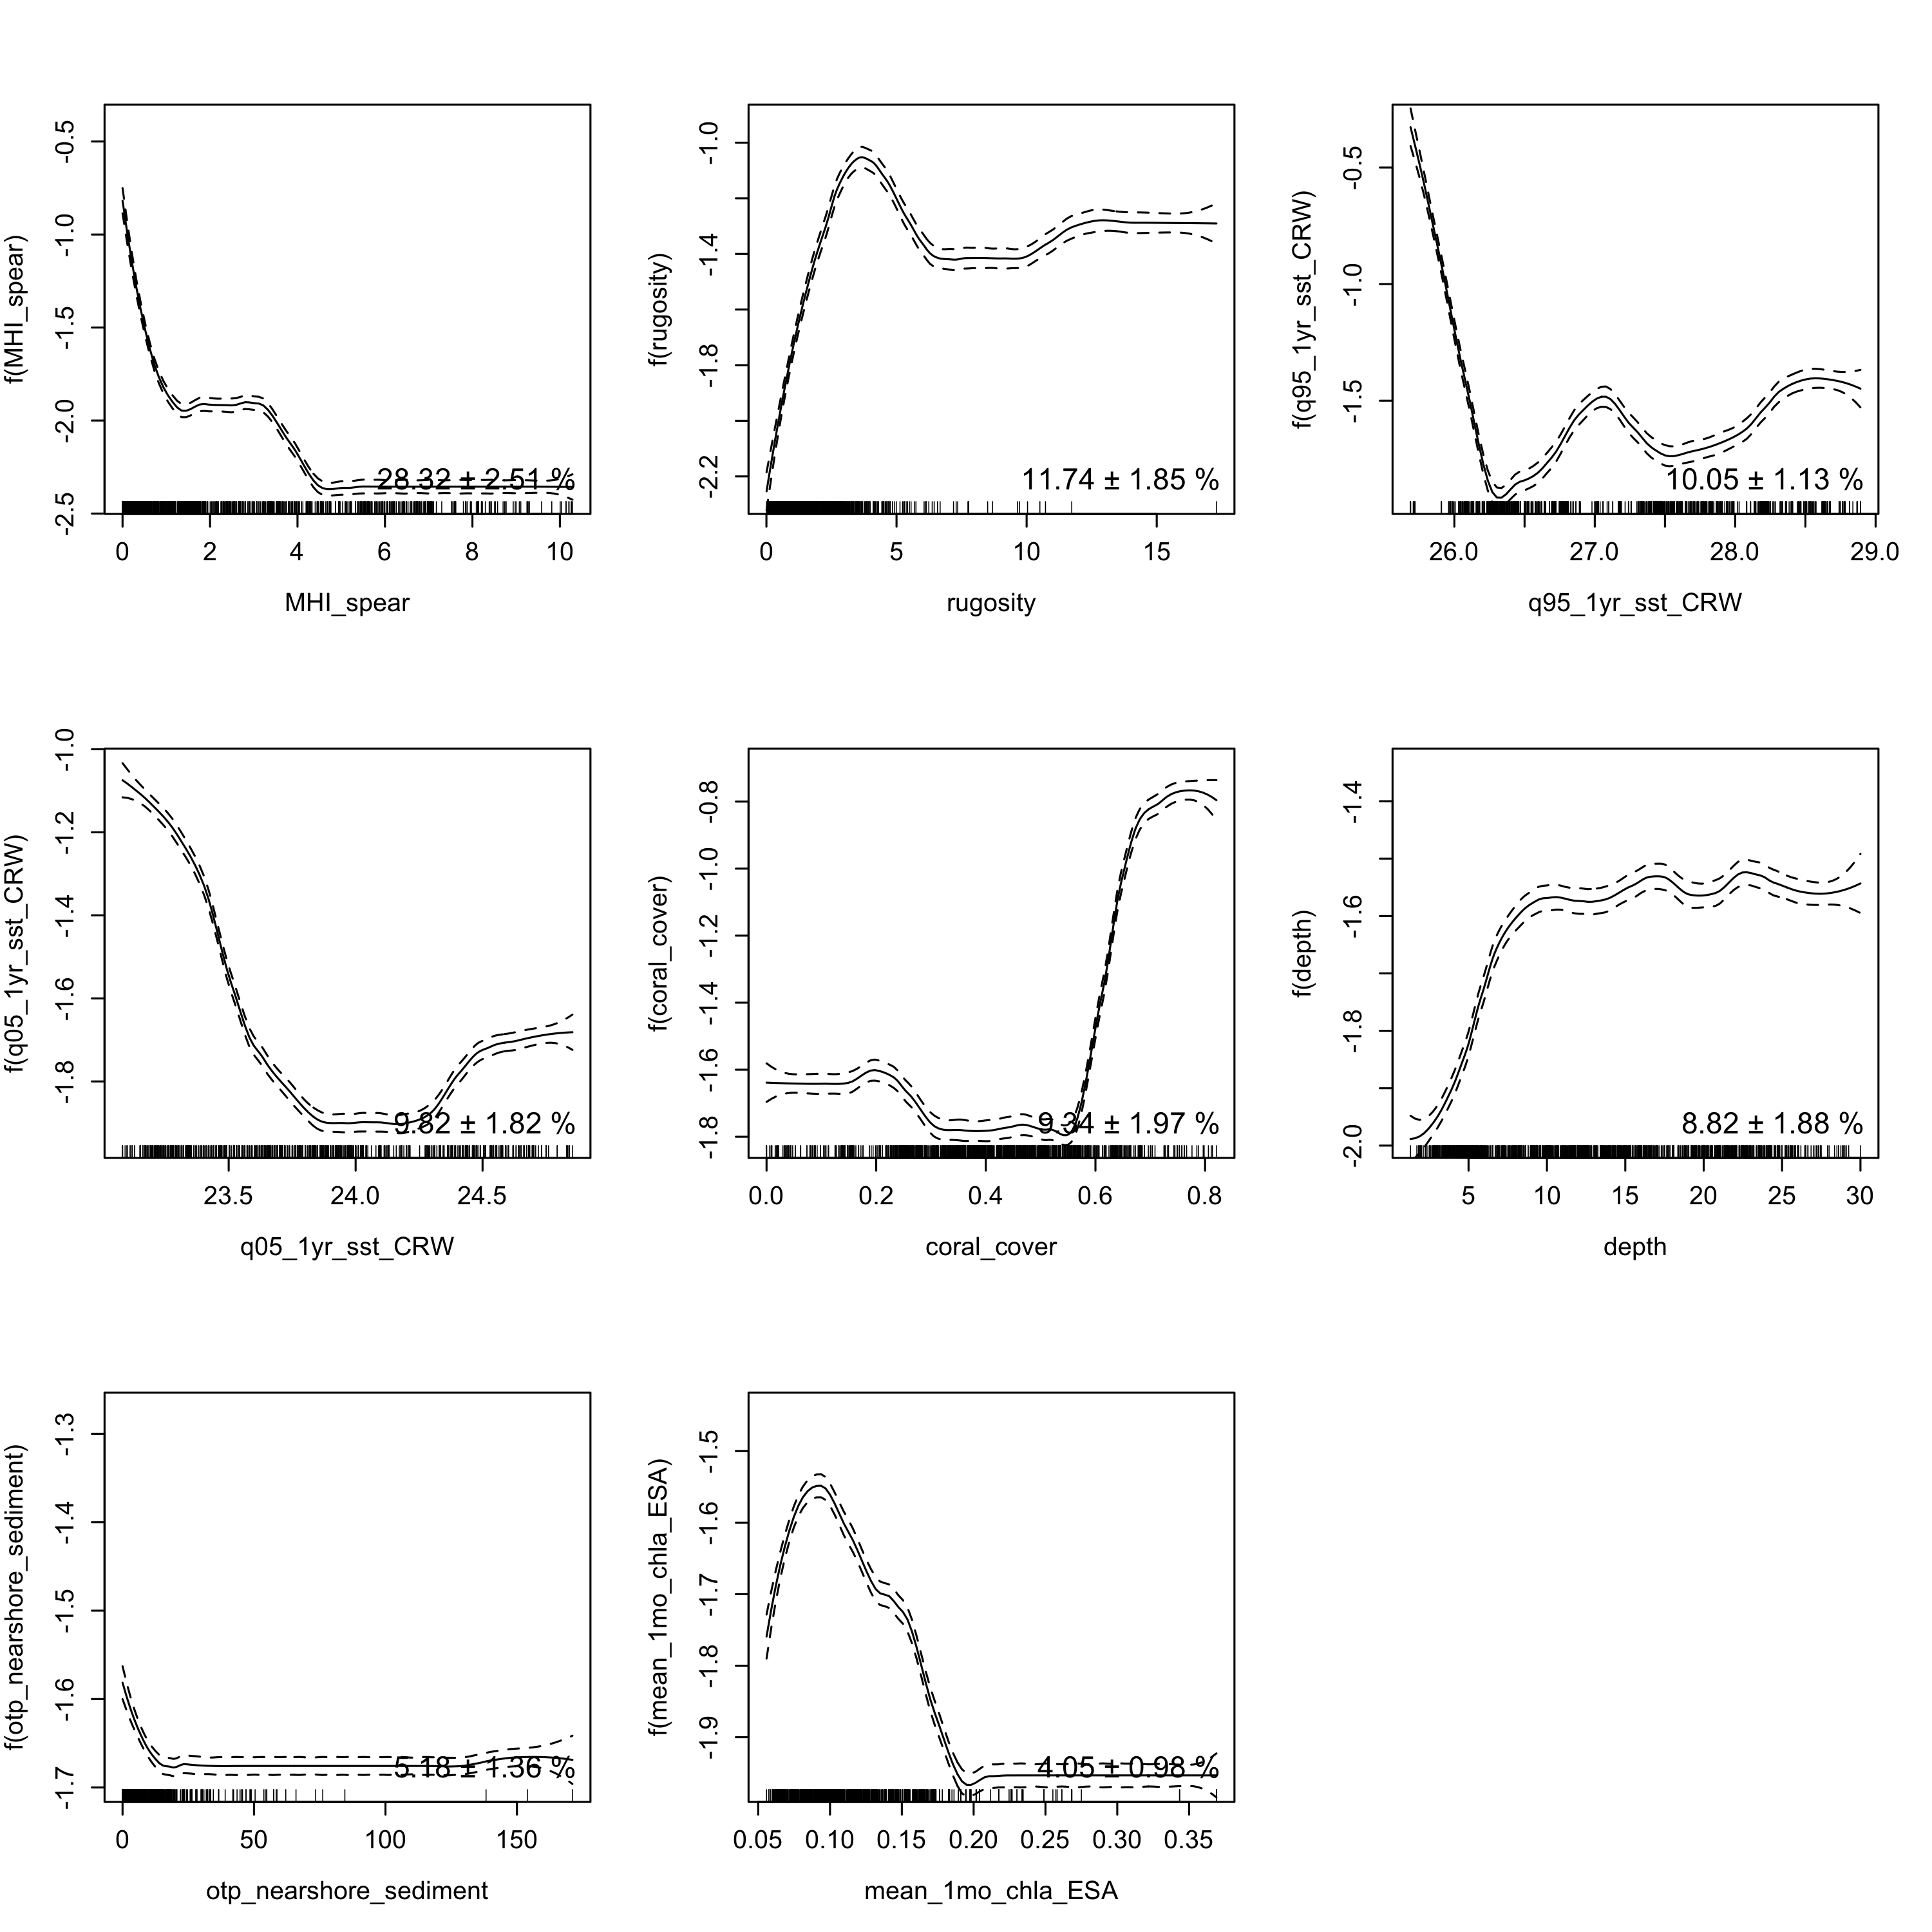 f(MHI_spear)
-0.5
-1.0
-1.5
-2.0
-2.5
28.32 ± 2.51 %
0 2 4 6 8 10
MHI_spear
f(rugosity)
-1.0
-1.4
-1.8
-2.2
11.74 ± 1.85 %
0 5 10 15
rugosity
f(q95_1yr_sst_CRW)
-0.5
-1.0
-1.5
10.05 ± 1.13 %
26.0 27.0 28.0 29.0
q95_1yr_sst_CRW
f(q05_1yr_sst_CRW)
-1.0
-1.2
-1.4
-1.6
-1.8
9.82 ± 1.82 %
23.5 24.0 24.5
q05_1yr_sst_CRW
f(coral_cover)
-0.8
-1.0
-1.2
-1.4
-1.6
-1.8
9.34 ± 1.97 %
0.0 0.2 0.4 0.6 0.8
coral_cover
f(depth)
-1.4
-1.6
-1.8
-2.0
8.82 ± 1.88 %
5 10 15 20 25 30
depth
f(otp_nearshore_sediment)
-1.3
-1.4
-1.5
-1.6
-1.7
5.18 ± 1.36 %
0 50 100 150
otp_nearshore_sediment
f(mean_1mo_chla_ESA)
-1.5
-1.6
-1.7
-1.8
-1.9
4.05 ± 0.98 %
0.05 0.10 0.15 0.20 0.25 0.30 0.35
mean_1mo_chla_ESA